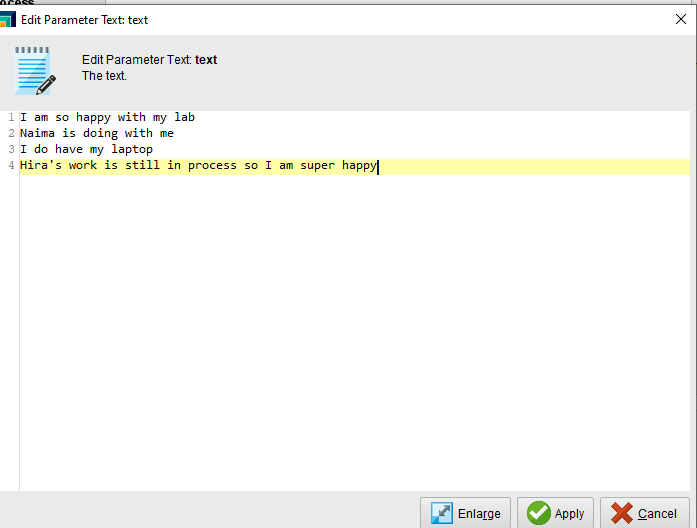 ocess
Edit Parameter Text: text
Edit Parameter Text: text
The text.
1 I am so happy with my lab
2 Naima is doing with me
3 I do have my laptop
4 Hira's work is still in process so I am super happy
Enlarge Apply Cancel